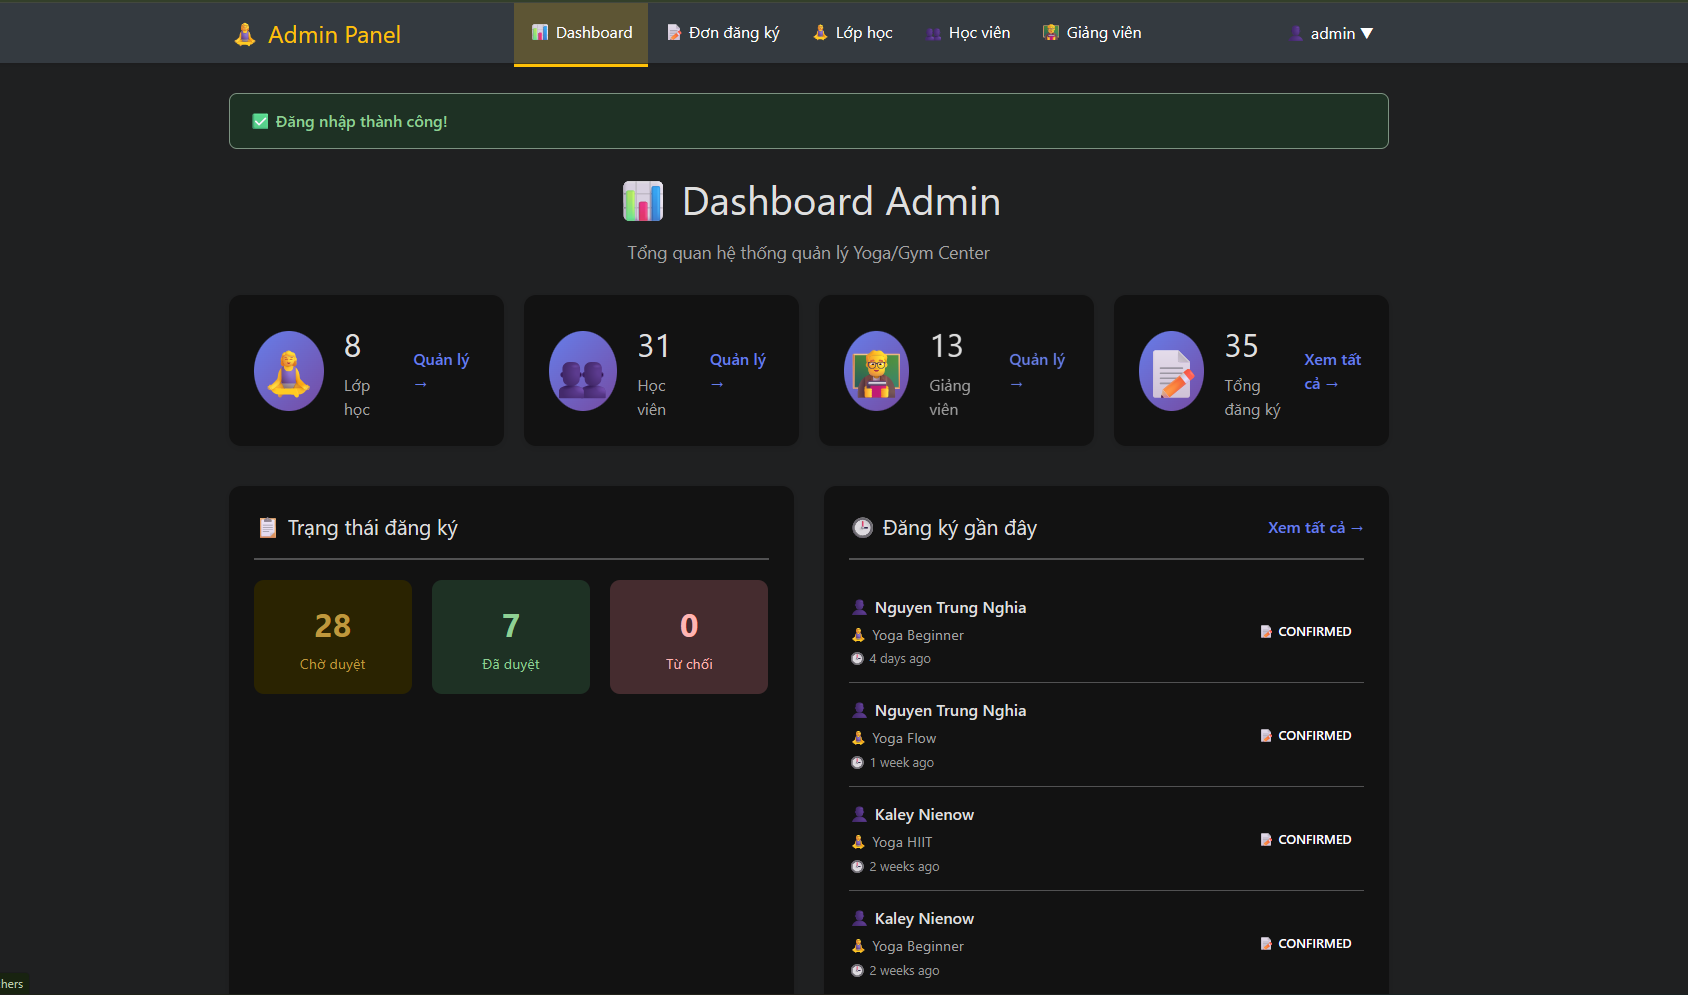 Admin Panel
Dashboard
Đơn đăng ký
Lớp học
Học viên
Giảng viên
admin ▼
Đăng nhập thành công!
Dashboard Admin
Tổng quan hệ thống quản lý Yoga/Gym Center
8
Lớp
học
Quản lý
→
31
Học
viên
Quản lý
→
13
Giảng
viên
Quản lý
→
35
Tổng
đăng ký
Xem tất
cả →
Trạng thái đăng ký
28
Chờ duyệt
7
Đã duyệt
0
Từ chối
Đăng ký gần đây
Xem tất cả →
Nguyen Trung Nghia
Yoga Beginner
4 days ago
CONFIRMED
Nguyen Trung Nghia
Yoga Flow
1 week ago
CONFIRMED
Kaley Nienow
Yoga HIIT
2 weeks ago
CONFIRMED
Kaley Nienow
Yoga Beginner
2 weeks ago
CONFIRMED
hers